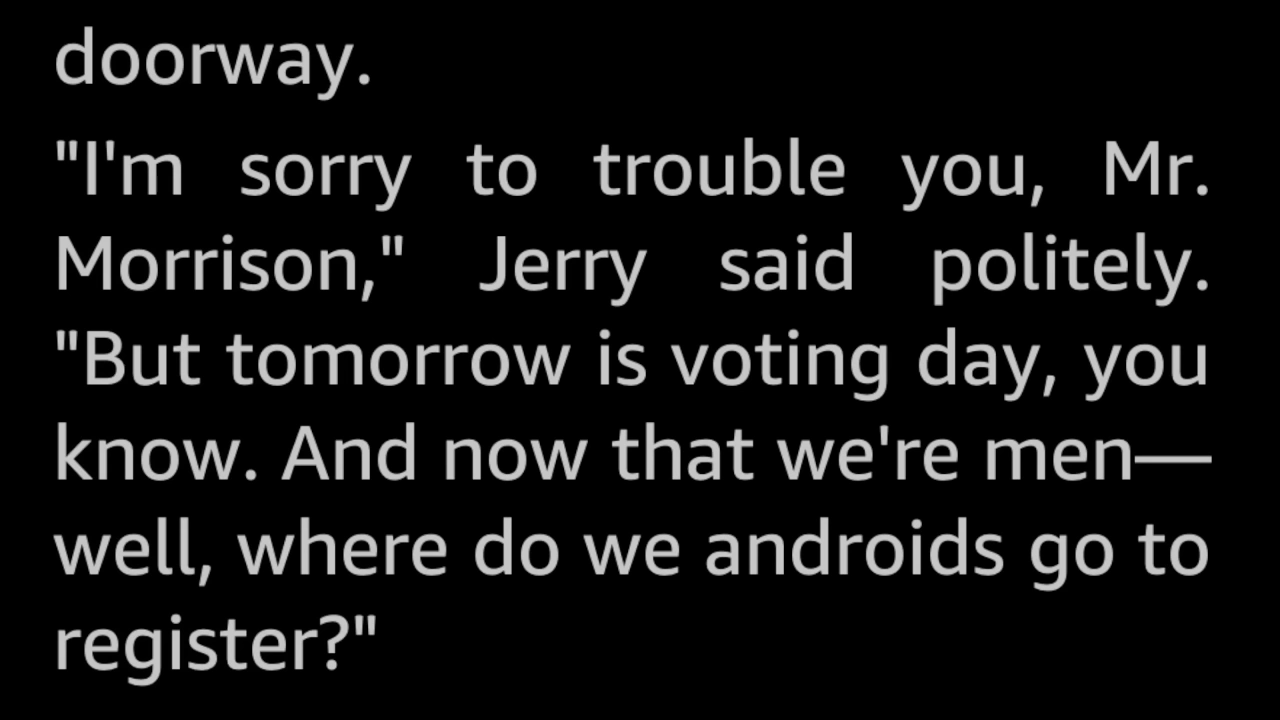 doorway.
"I'm sorry to trouble you, Mr.
Morrison," Jerry said politely.
"But tomorrow is voting day, you
know. And now that we're men—
well, where do we androids go to
register?"